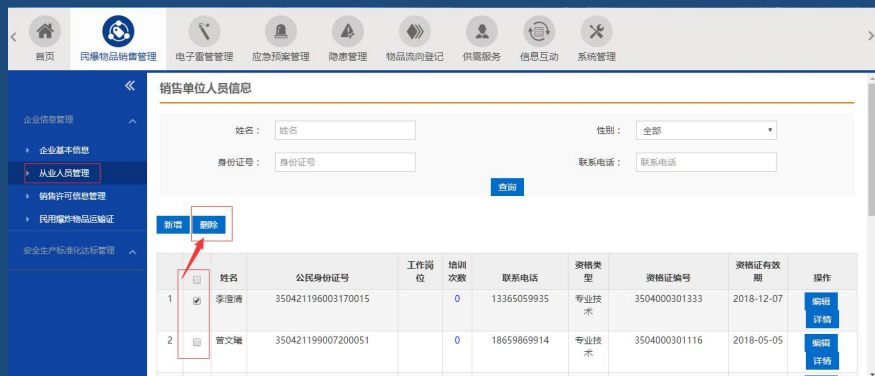 首页 民爆物品销售管理 电子雷管管理 应急预案管理 隐患管理 物品流向登记 供需服务 信息互动 系统管理
企业信息管理
企业基本信息
从业人员管理
销售许可信息管理
民用爆炸物品运输证
安全生产标准化达标管理
销售单位人员信息
姓名： 姓名 性别： 全部
身份证号： 身份证号 联系电话： 联系电话
查询
新增 删除
姓名 公民身份证号 工作岗位 培训次数 联系电话 资格类型 资格证编号 资格证有效期 操作
1 李澄清 350421196003170015 0 13365059935 专业技术 3504000301333 2018-12-07 编辑 详情
2 曾文曦 350421199007200051 0 18659869914 专业技术 3504000301116 2018-05-05 编辑 详情